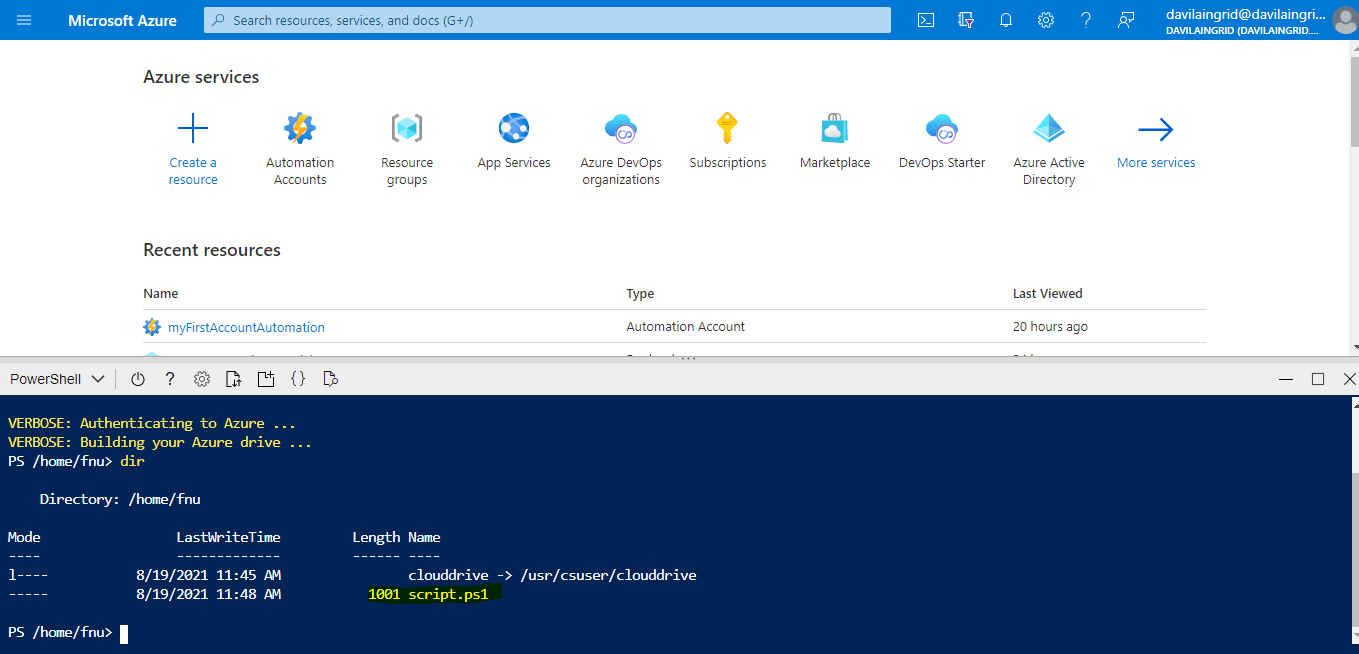 Microsoft Azure
Search resources, services, and docs (G+/)
davilaingrid@davilaingri...
DAVILAINGRID (DAVILAINGRID....
Azure services
Create a resource
Automation Accounts
Resource groups
App Services
Azure DevOps organizations
Subscriptions
Marketplace
DevOps Starter
Azure Active Directory
More services
Recent resources
Name Type Last Viewed
myFirstAccountAutomation Automation Account 20 hours ago
PowerShell
VERBOSE: Authenticating to Azure ...
VERBOSE: Building your Azure drive ...
PS /home/fnu> dir
Directory: /home/fnu
Mode LastWriteTime Length Name
---- ------------- ------ ----
l---- 8/19/2021 11:45 AM clouddrive -> /usr/csuser/clouddrive
----- 8/19/2021 11:48 AM 1001 script.ps1
PS /home/fnu>